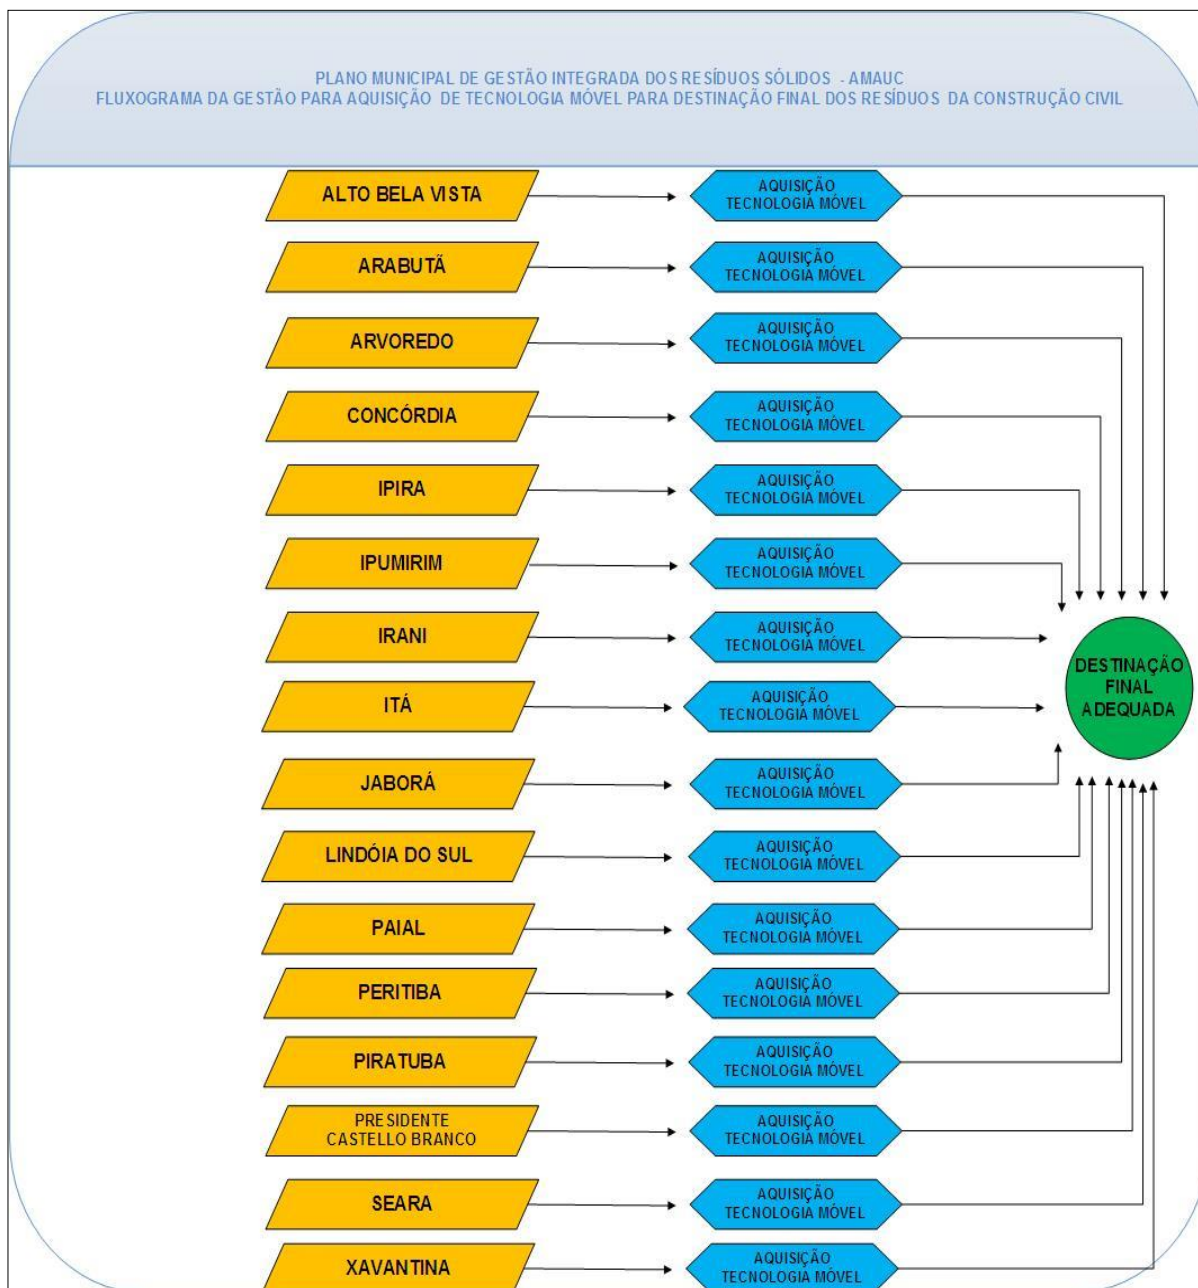 PLANO MUNICIPAL DE GESTÃO INTEGRADA DOS RESÍDUOS SÓLIDOS - AMAUC
FLUXOGRAMA DA GESTÃO PARA AQUISIÇÃO DE TECNOLOGIA MÓVEL PARA DESTINAÇÃO FINAL DOS RESÍDUOS DA CONSTRUÇÃO CIVIL
ALTO BELA VISTA
AQUISIÇÃO
TECNOLOGIA MÓVEL
ARABUTÃ
AQUISIÇÃO
TECNOLOGIA MÓVEL
ARVOREDO
AQUISIÇÃO
TECNOLOGIA MÓVEL
CONCÓRDIA
AQUISIÇÃO
TECNOLOGIA MÓVEL
IPIRA
AQUISIÇÃO
TECNOLOGIA MÓVEL
IPUMIRIM
AQUISIÇÃO
TECNOLOGIA MÓVEL
IRANI
AQUISIÇÃO
TECNOLOGIA MÓVEL
ITÁ
AQUISIÇÃO
TECNOLOGIA MÓVEL
DESTINAÇÃO
FINAL
ADEQUADA
JABORÁ
AQUISIÇÃO
TECNOLOGIA MÓVEL
LINDÓIA DO SUL
AQUISIÇÃO
TECNOLOGIA MÓVEL
PAIAL
AQUISIÇÃO
TECNOLOGIA MÓVEL
PERITIBA
AQUISIÇÃO
TECNOLOGIA MÓVEL
PIRATUBA
AQUISIÇÃO
TECNOLOGIA MÓVEL
PRESIDENTE
CASTELLO BRANCO
AQUISIÇÃO
TECNOLOGIA MÓVEL
SEARA
AQUISIÇÃO
TECNOLOGIA MÓVEL
XAVANTINA
AQUISIÇÃO
TECNOLOGIA MÓVEL